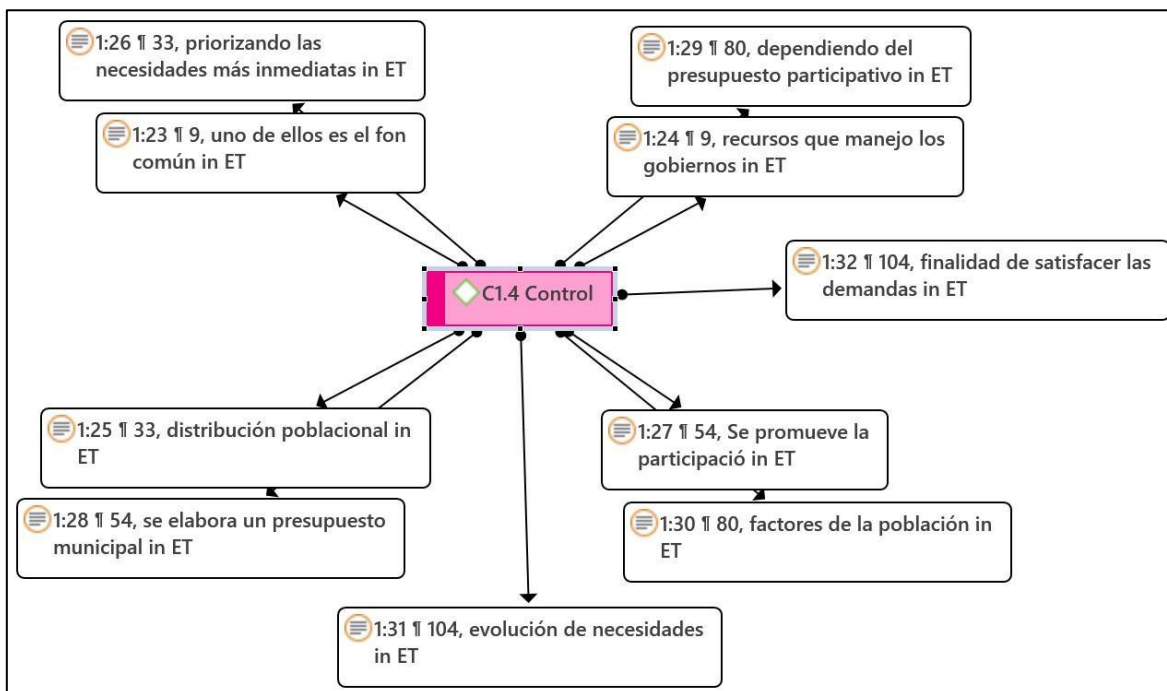 1:26 ¶ 33, priorizando las
necesidades más inmediatas in ET
1:29 ¶ 80, dependiendo del
presupuesto participativo in ET
1:23 ¶ 9, uno de ellos es el fon
común in ET
1:24 ¶ 9, recursos que manejo los
gobiernos in ET
1:32 ¶ 104, finalidad de satisfacer las
demandas in ET
C1.4 Control
1:25 ¶ 33, distribución poblacional in
ET
1:27 ¶ 54, Se promueve la
participació in ET
1:28 ¶ 54, se elabora un presupuesto
municipal in ET
1:30 ¶ 80, factores de la población in
ET
1:31 ¶ 104, evolución de necesidades
in ET